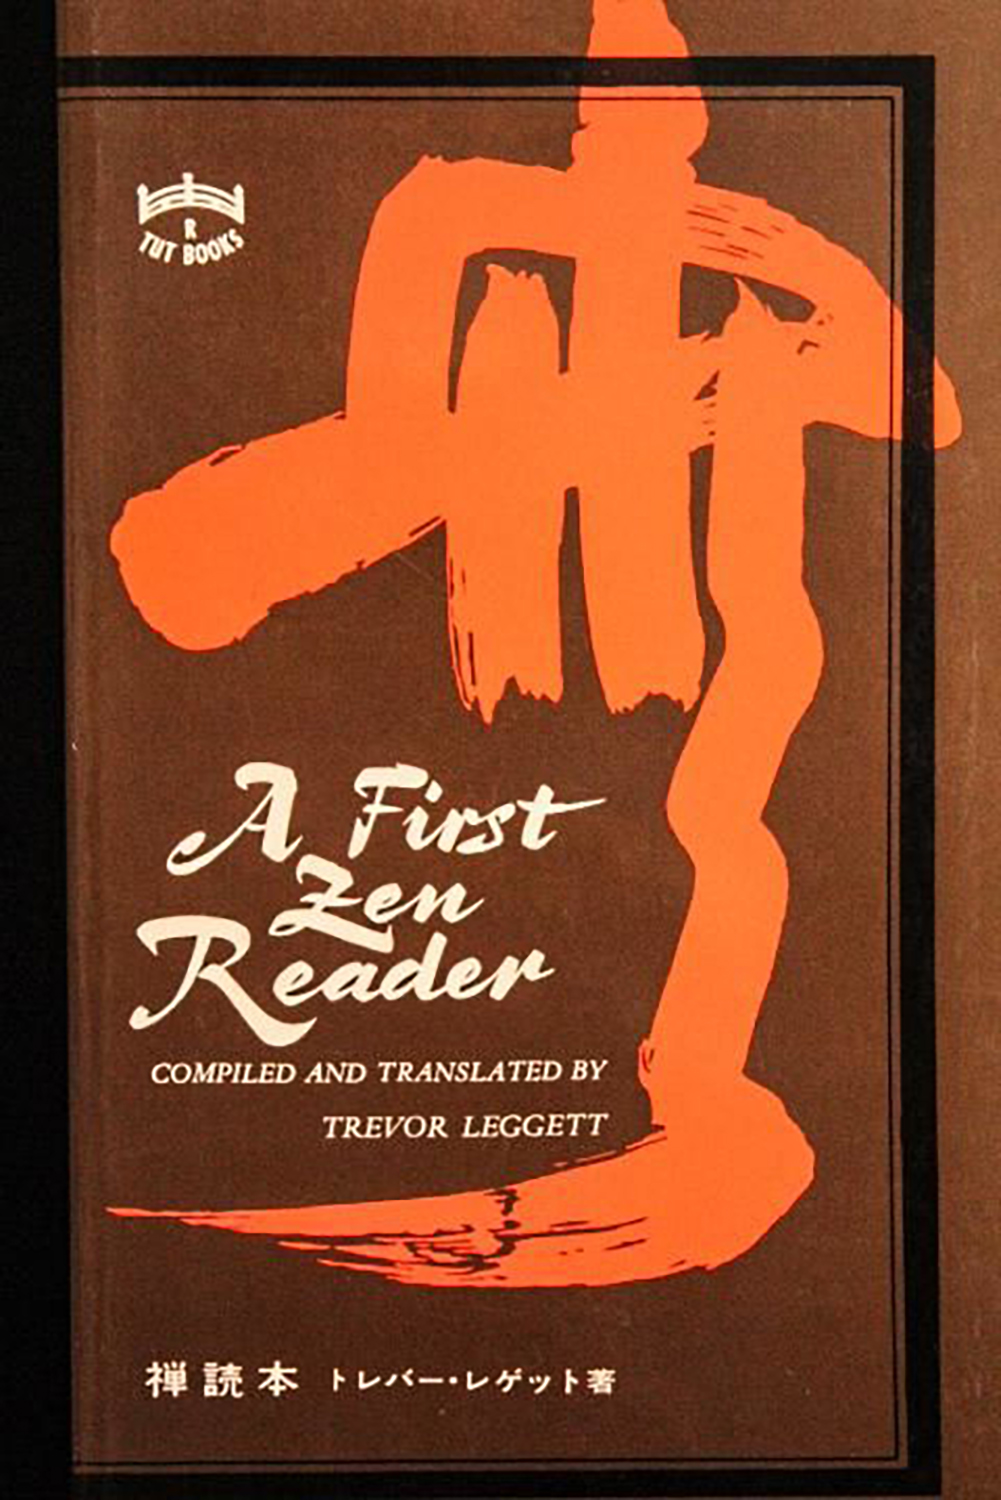 R
TUT BOOKS
A First
Zen
Reader
COMPILED AND TRANSLATED BY
TREVOR LEGGETT
禅読本 トレバー・レゲット著